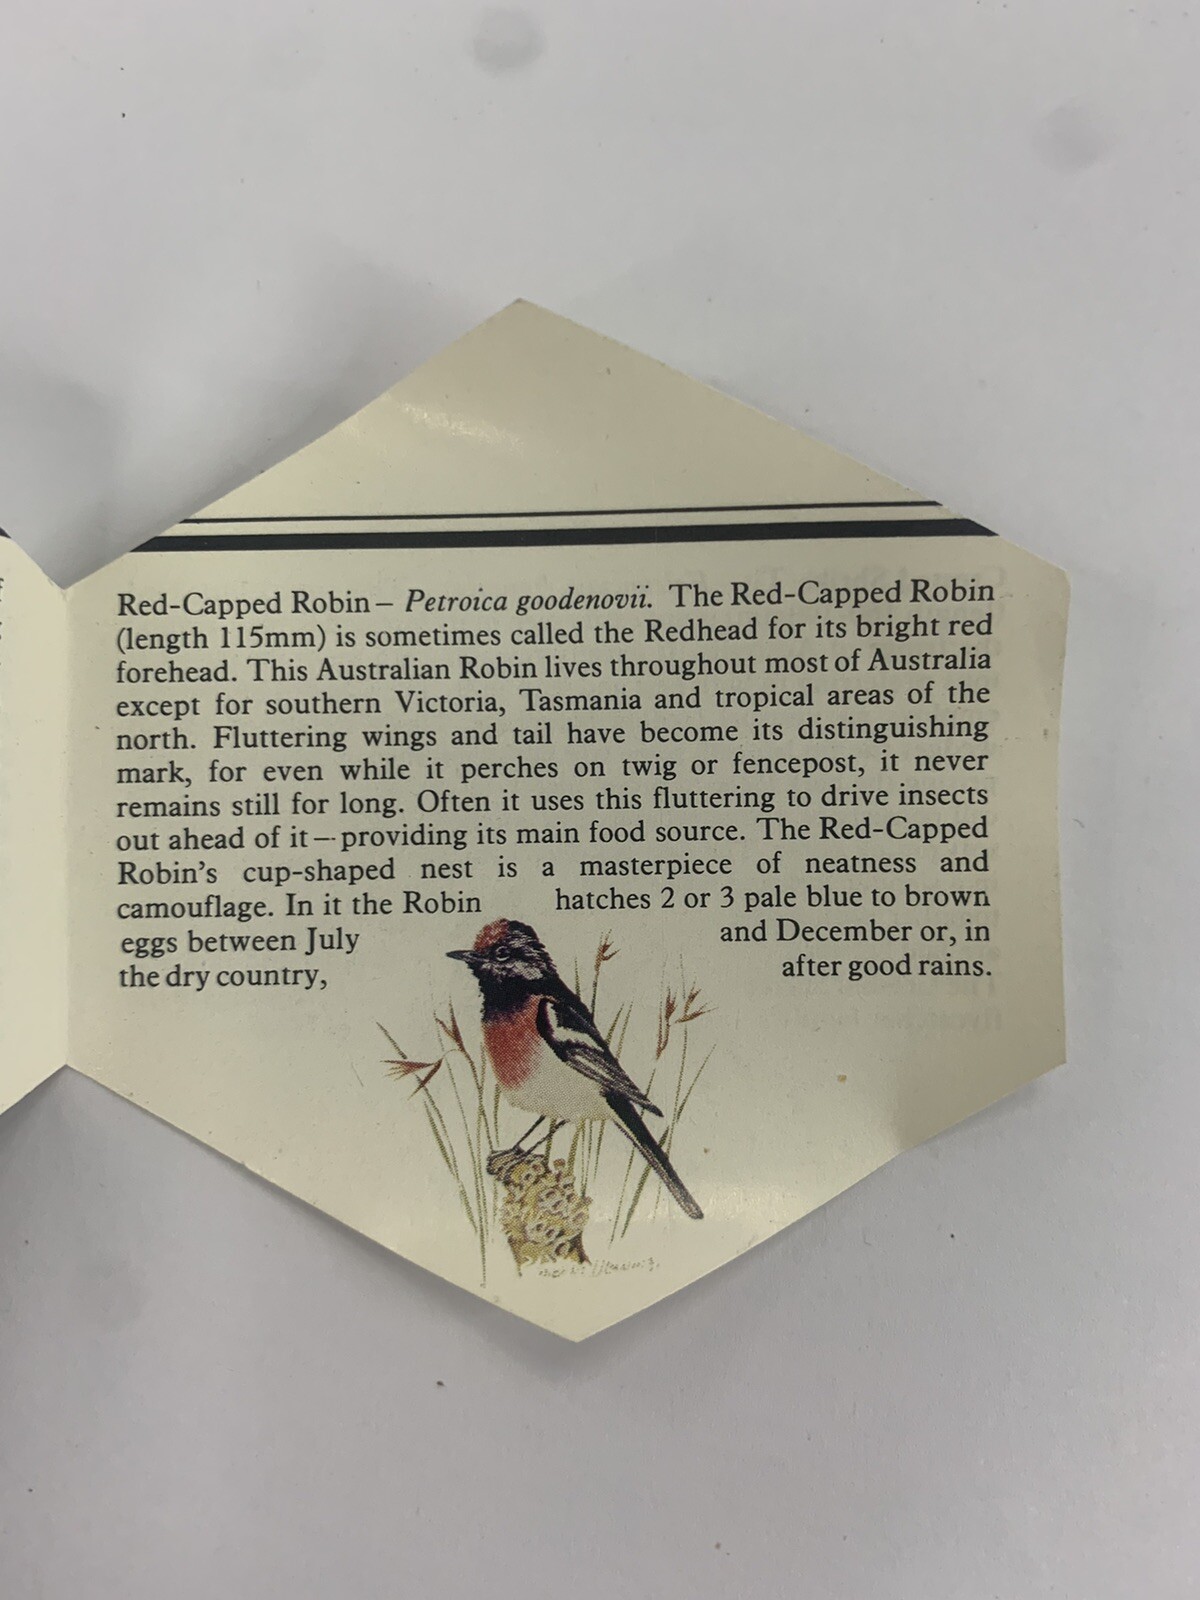 Red-Capped Robin – Petroica goodenovii. The Red-Capped Robin
(length 115mm) is sometimes called the Redhead for its bright red
forehead. This Australian Robin lives throughout most of Australia
except for southern Victoria, Tasmania and tropical areas of the
north. Fluttering wings and tail have become its distinguishing
mark, for even while it perches on twig or fencepost, it never
remains still for long. Often it uses this fluttering to drive insects
out ahead of it – providing its main food source. The Red-Capped
Robin's cup-shaped nest is a masterpiece of neatness and
camouflage. In it the Robin hatches 2 or 3 pale blue to brown
eggs between July and December or, in
the dry country, after good rains.